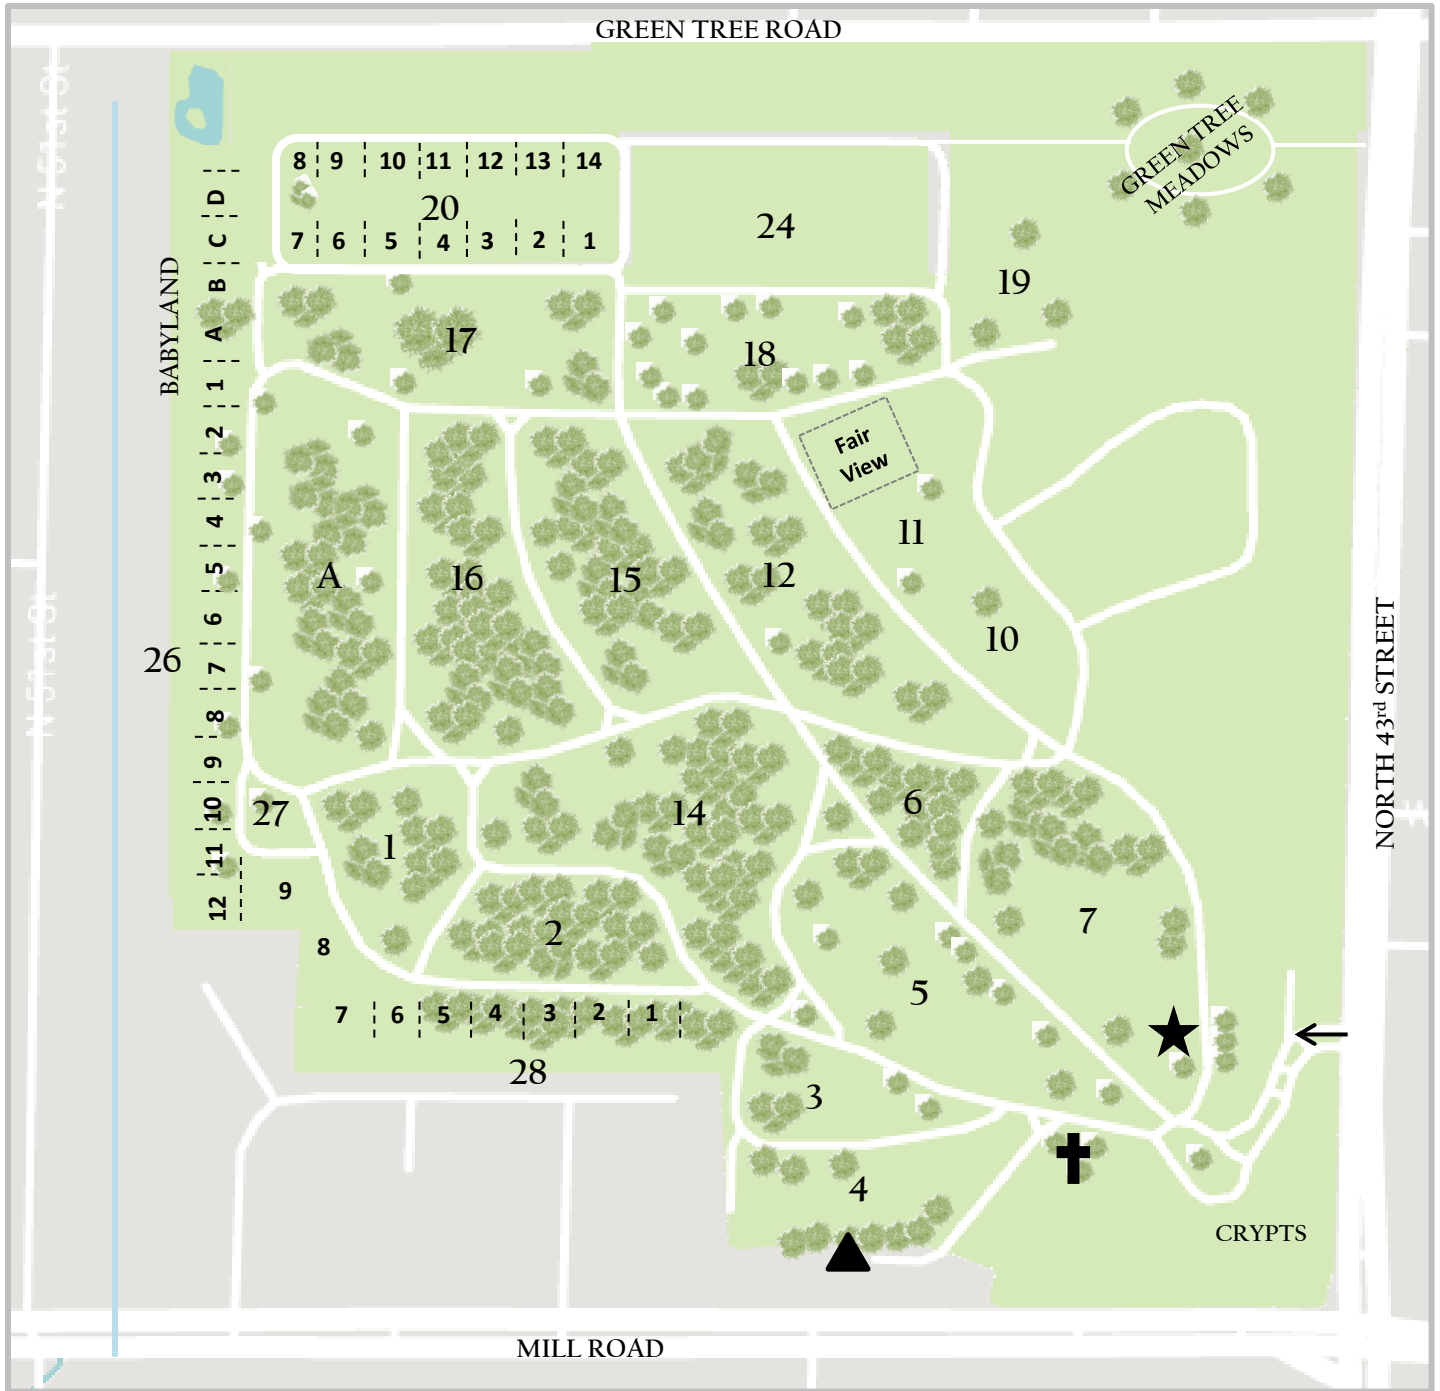 GREEN TREE ROAD
N 51st St
GREEN TREE
MEADOWS
8 9 10 11 12 13 14
20
7 6 5 4 3 2 1
24
19
D
C
B
A
BABYLAND
17
18
1
2
3
4
5
6
7
8
9
10
11
12
26
Fair
View
11
A
16
15
12
10
N 51st St
NORTH 43rd STREET
27
1
14
6
9
8
2
7
5
7 6 5 4 3 2 1
28
3
4
CRYPTS
MILL ROAD